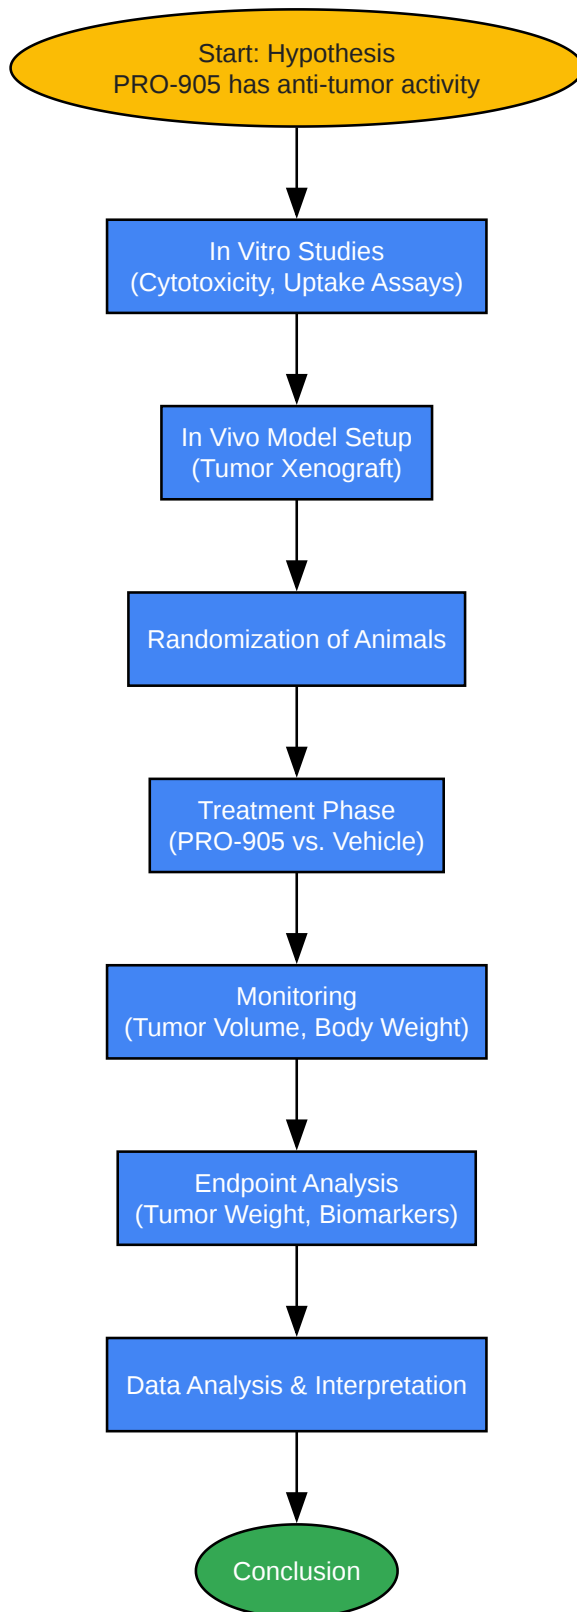 Start: Hypothesis
PRO-905 has anti-tumor activity
In Vitro Studies
(Cytotoxicity, Uptake Assays)
In Vivo Model Setup
(Tumor Xenograft)
Randomization of Animals
Treatment Phase
(PRO-905 vs. Vehicle)
Monitoring
(Tumor Volume, Body Weight)
Endpoint Analysis
(Tumor Weight, Biomarkers)
Data Analysis & Interpretation
Conclusion